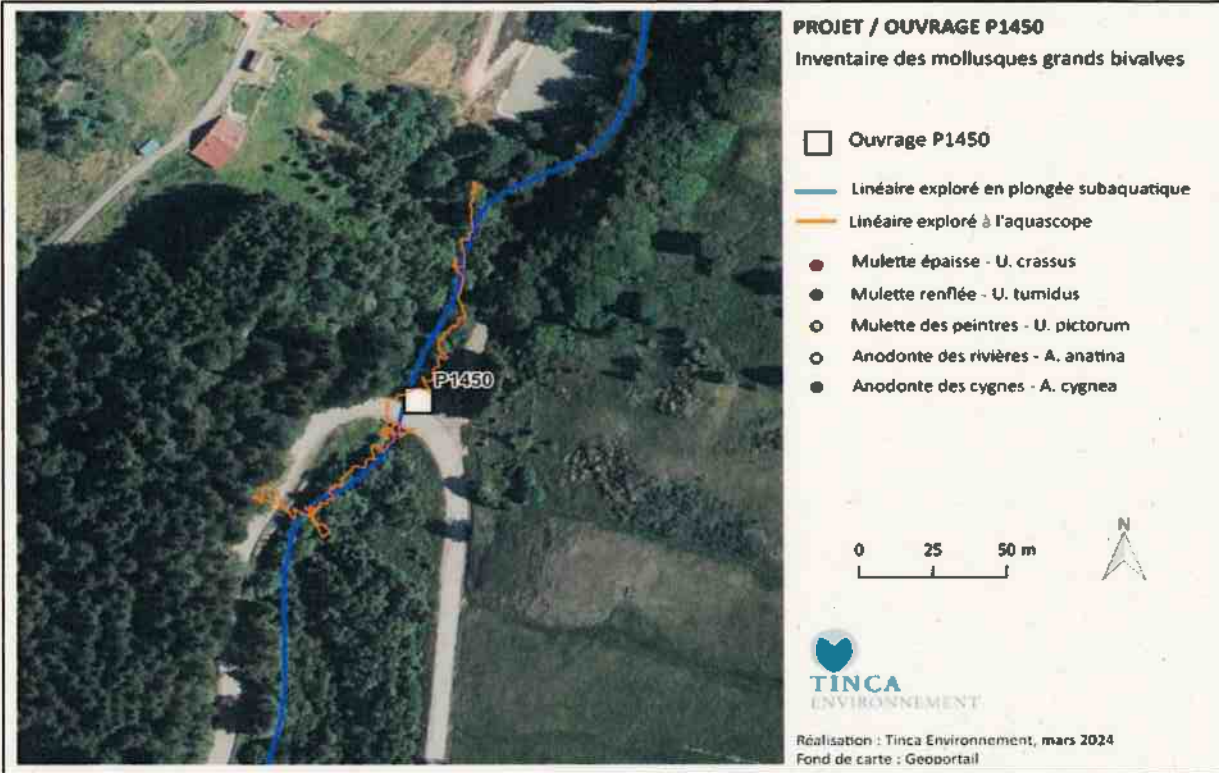 PROJET / OUVRAGE P1450
Inventaire des mollusques grands bivalves
Ouvrage P1450
Linéaire exploré en plongée subaquatique
Linéaire exploré à l'aquascope
Mulette épaisse - U. crassus
Mulette renflée - U. tumidus
Mulette des peintres - U. pictorum
Anodonte des rivières - A. anatina
Anodonte des cygnes - A. cygnea
P1450
0 25 50 m
N
TINCA
ENVIRONNEMENT
Réalisation : Tinca Environnement, mars 2024
Fond de carte : Geoportail